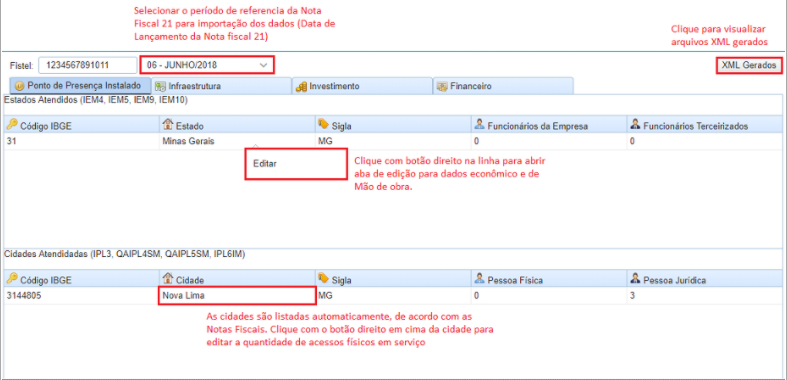 Selecionar o período de referencia da Nota
Fiscal 21 para importação dos dados (Data de
Lançamento da Nota fiscal 21)
Clique para visualizar
arquivos XML gerados
Fistel: 1234567891011 06 - JUNHO/2018 XML Gerados
Ponto de Presença Instalado Infraestrutura Investimento Financeiro
Estados Atendidos (IEM4, IEM5, IEM9, IEM10)
Código IBGE Estado Sigla Funcionários da Empresa Funcionários Terceirizados
31 Minas Gerais MG 0 0
Editar
Clique com botão direito na linha para abrir
aba de edição para dados econômico e de
Mão de obra.
Cidades Atendidadas (IPL3, QAIPL4SM, QAIPL5SM, IPL6IM)
Código IBGE Cidade Sigla Pessoa Física Pessoa Jurídica
3144805 Nova Lima MG 0 3
As cidades são listadas automaticamente, de acordo com as
Notas Fiscais. Clique com o botão direito em cima da cidade para
editar a quantidade de acessos físicos em serviço